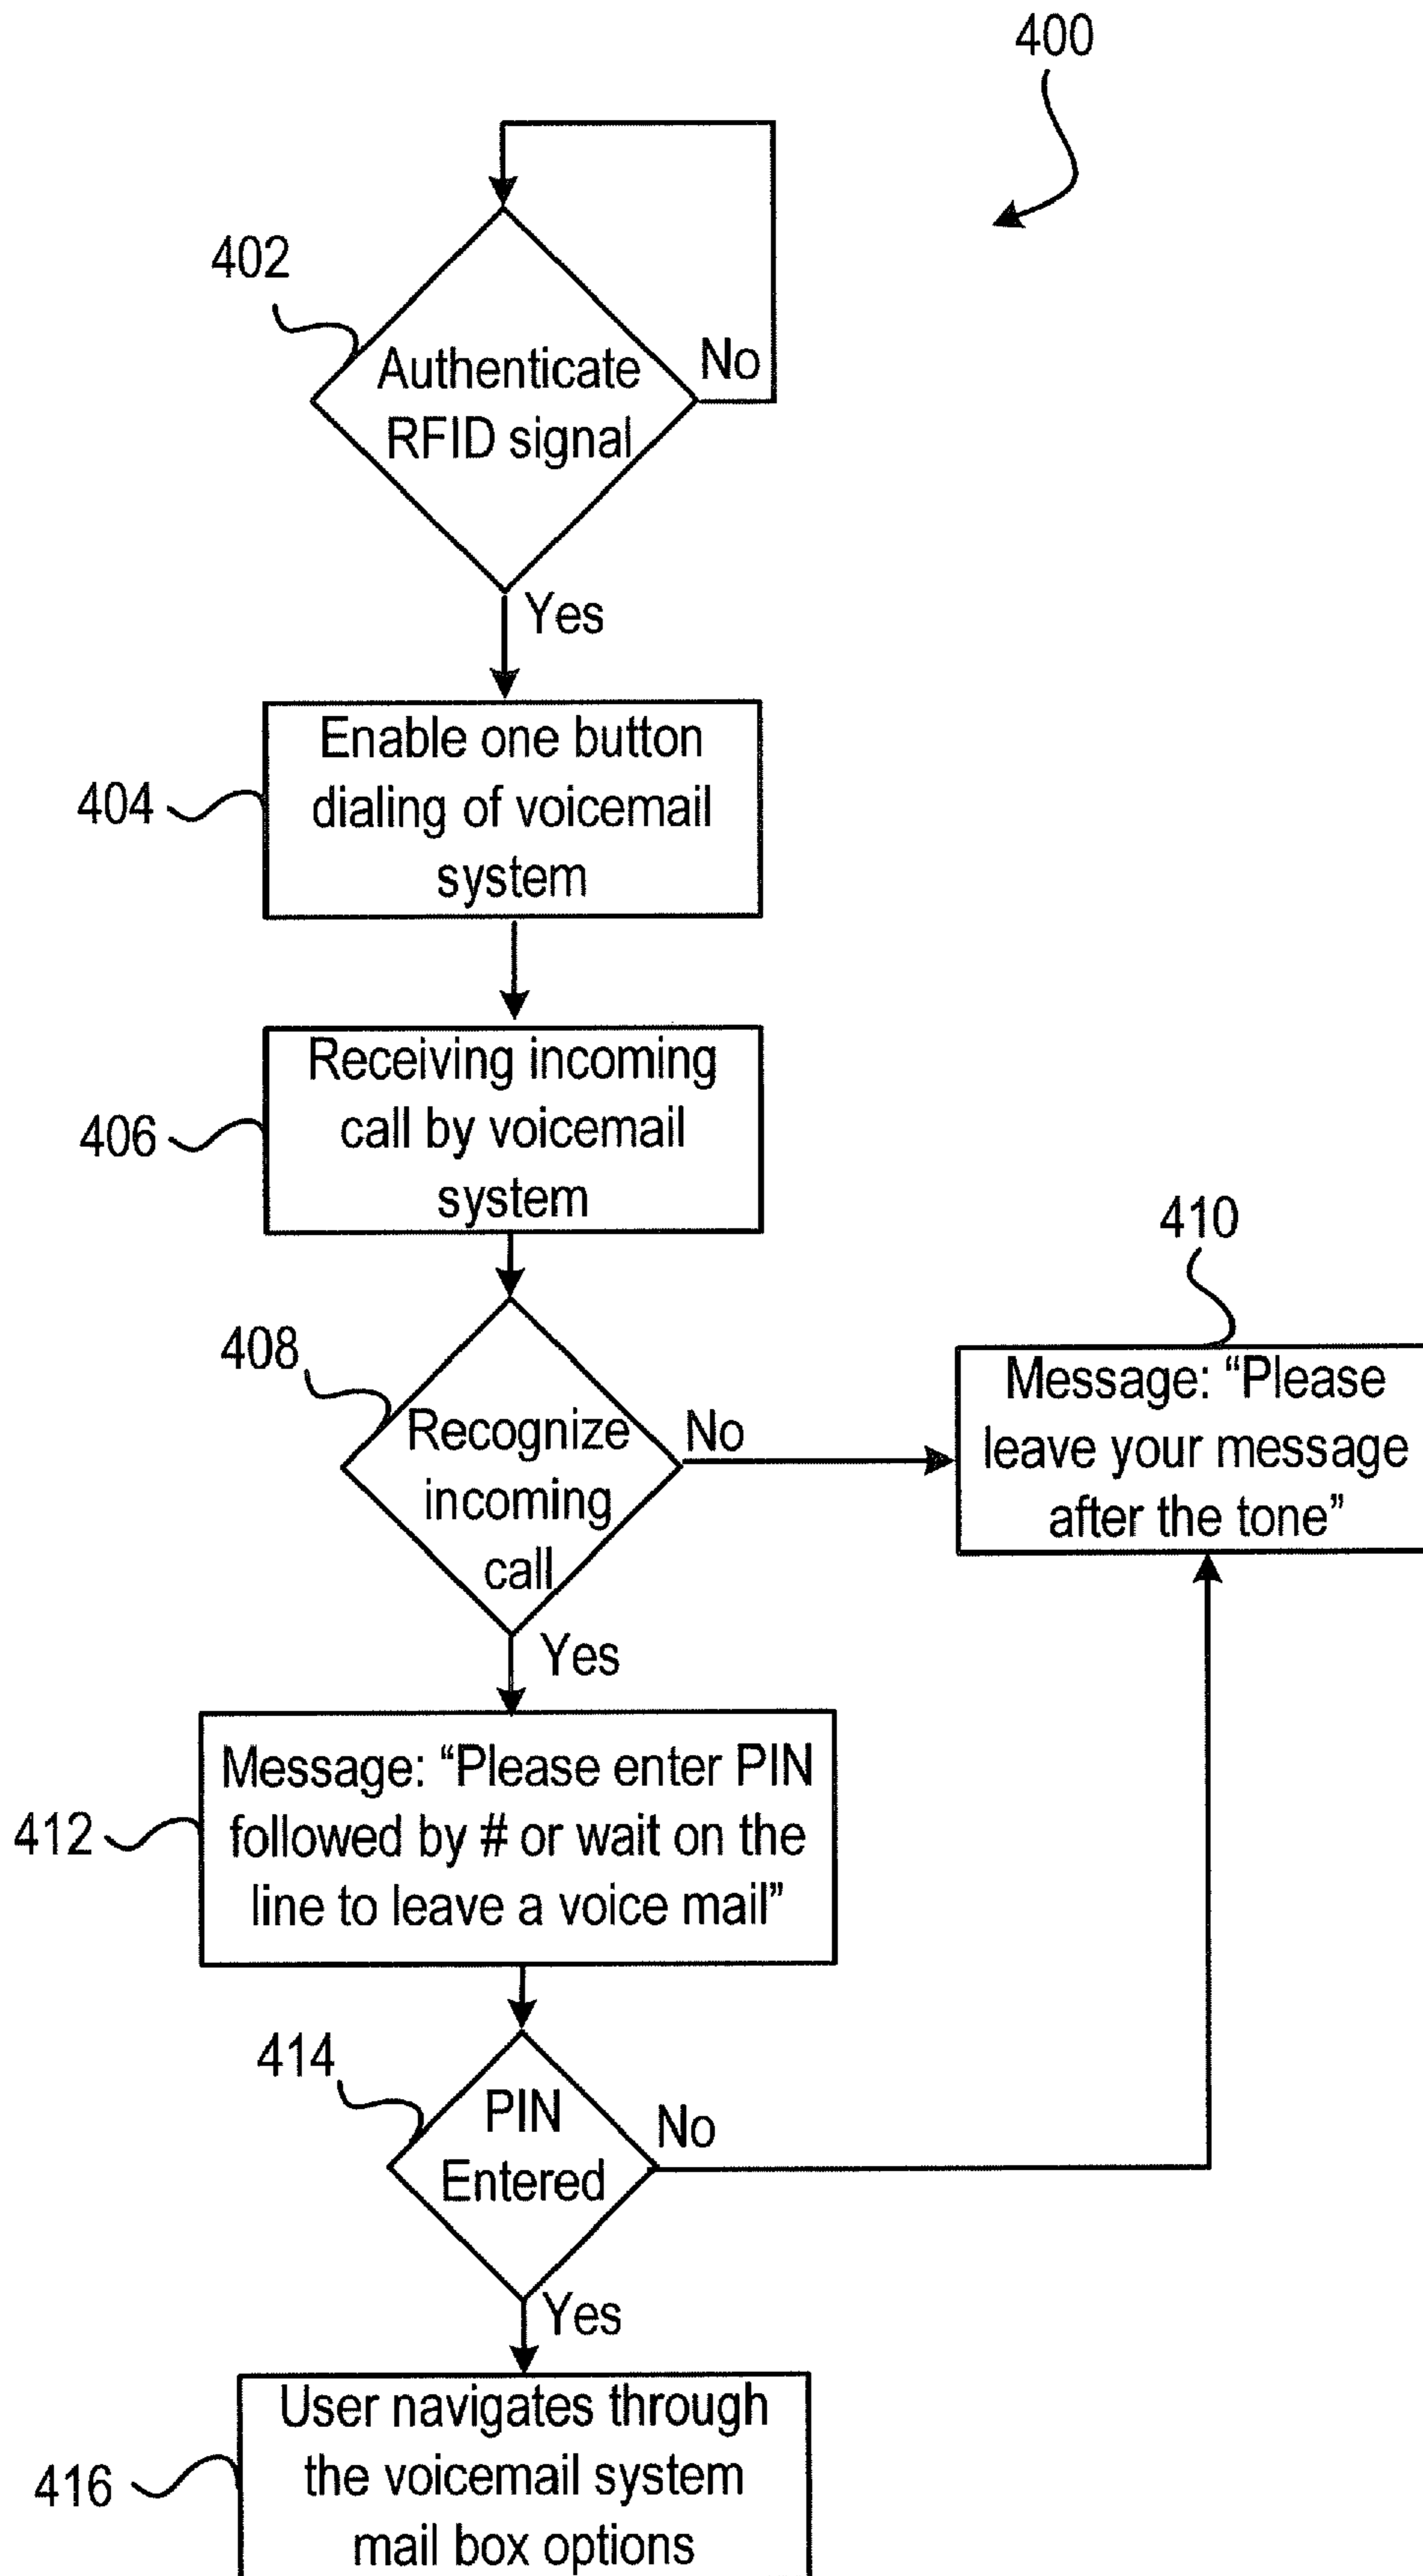 400
402
Authenticate
RFID signal
No
Yes
404
Enable one button
dialing of voicemail
system
406
Receiving incoming
call by voicemail
system
408
Recognize
incoming
call
No
410
Message: “Please
leave your message
after the tone”
Yes
412
Message: “Please enter PIN
followed by # or wait on the
line to leave a voice mail”
414
PIN
Entered
No
Yes
416
User navigates through
the voicemail system
mail box options